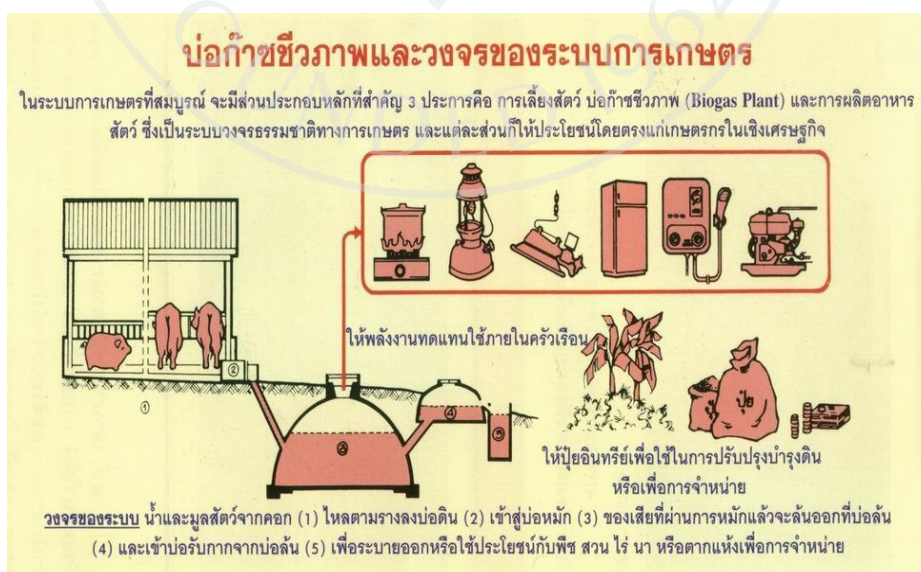 บ่อก๊าซชีวภาพและวงจรของระบบการเกษตร
ในระบบการเกษตรที่สมบูรณ์ จะมีส่วนประกอบหลักที่สำคัญ 3 ประการคือ การเลี้ยงสัตว์ บ่อก๊าซชีวภาพ (Biogas Plant) และการผลิตอาหาร
สัตว์ ซึ่งเป็นระบบวงจรธรรมชาติทางการเกษตร และแต่ละส่วนก็ให้ประโยชน์โดยตรงแก่เกษตรกรในเชิงเศรษฐกิจ
ให้พลังงานทดแทนใช้ภายในครัวเรือน
①
②
③
④
⑤
ปุ๋ย
ปุ๋ย
ให้ปุ๋ยอินทรีย์เพื่อใช้ในการปรับปรุงบำรุงดิน
หรือเพื่อการจำหน่าย
วงจรของระบบ น้ำและมูลสัตว์จากคอก (1) ไหลตามรางลงบ่อดิน (2) เข้าสู่บ่อหมัก (3) ของเสียที่ผ่านการหมักแล้วจะล้นออกที่บ่อล้น
(4) และเข้าบ่อรับกากจากบ่อล้น (5) เพื่อระบายออกหรือใช้ประโยชน์กับพืช สวน ไร่ นา หรือตากแห้งเพื่อการจำหน่าย